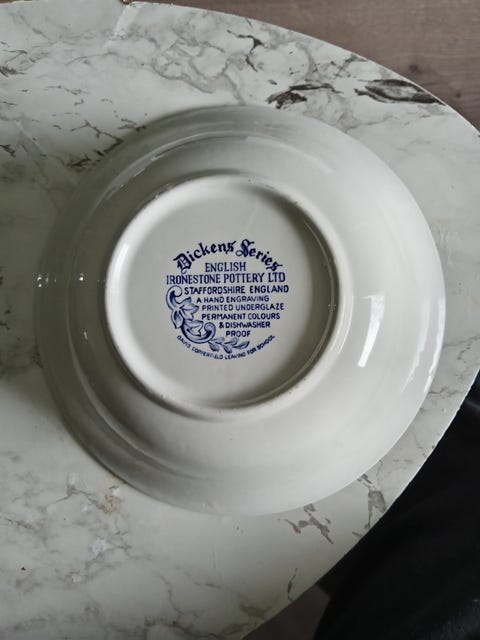 Dickens Series
ENGLISH
IRONSTONE POTTERY LTD
STAFFORDSHIRE ENGLAND
A HAND ENGRAVING
PRINTED UNDERGLAZE
PERMANENT COLOURS
& DISHWASHER
PROOF
DAVID COPPERFIELD LEAVING FOR SCHOOL